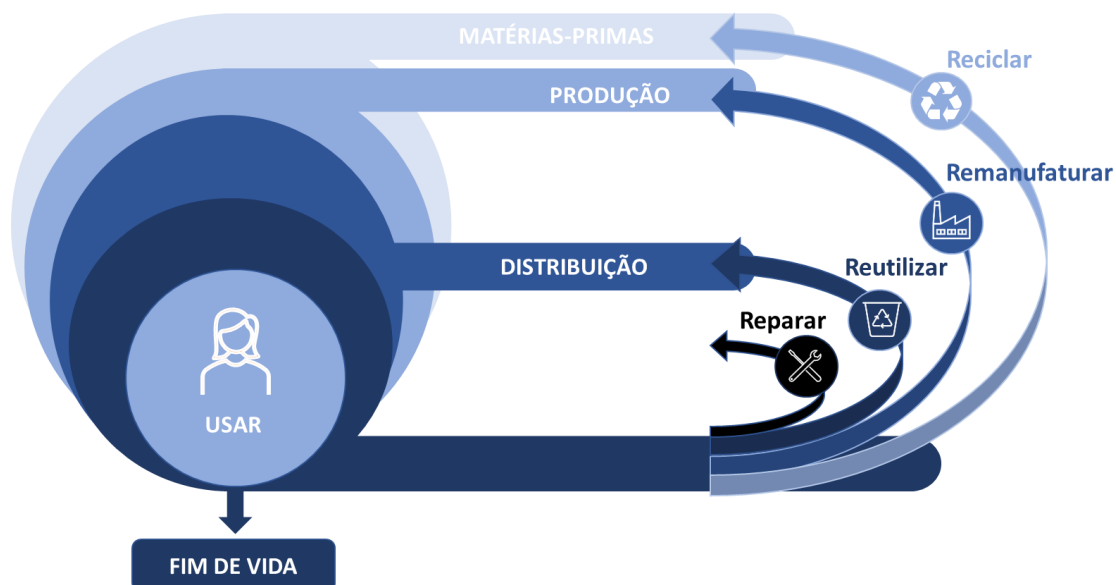 MATÉRIAS-PRIMAS
Reciclar
PRODUÇÃO
Remanufaturar
DISTRIBUIÇÃO
Reutilizar
Reparar
USAR
FIM DE VIDA